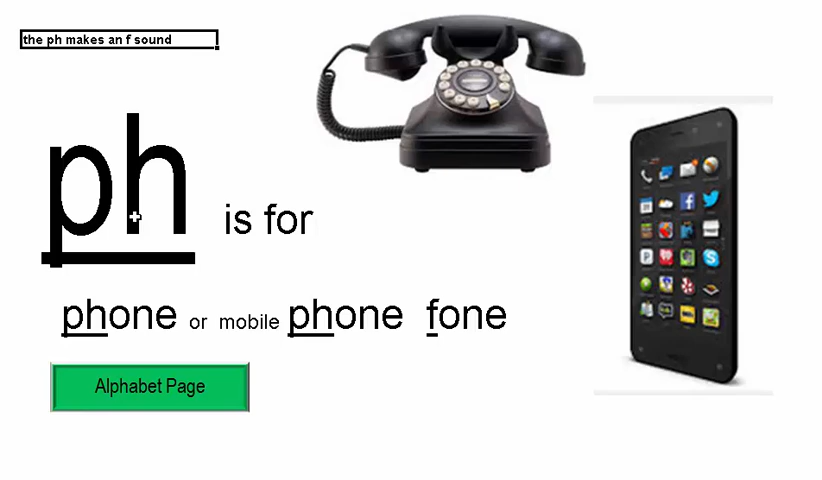 the ph makes an f sound
ph is for
phone or mobile phone fone
Alphabet Page